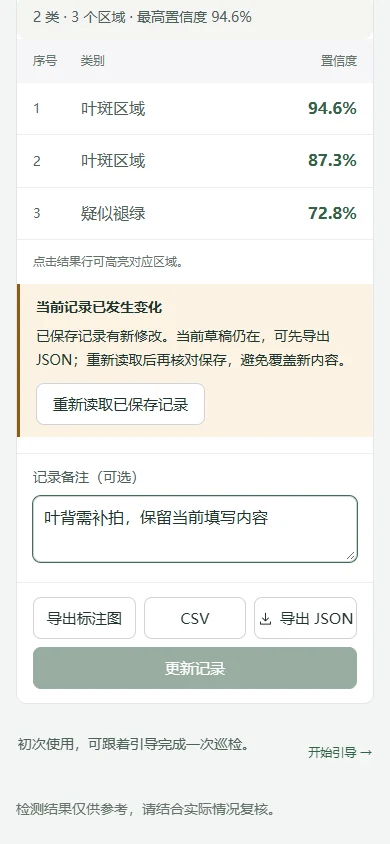 2 类 · 3 个区域 · 最高置信度 94.6%
序号 类别 置信度
1 叶斑区域 94.6%
2 叶斑区域 87.3%
3 疑似褪绿 72.8%
点击结果行可高亮对应区域。
当前记录已发生变化
已保存记录有新修改。当前草稿仍在，可先导出
JSON；重新读取后再核对保存，避免覆盖新内容。
重新读取已保存记录
记录备注（可选）
叶背需补拍，保留当前填写内容
导出标注图 CSV 导出 JSON
更新记录
初次使用，可跟着引导完成一次巡检。
开始引导 →
检测结果仅供参考，请结合实际情况复核。